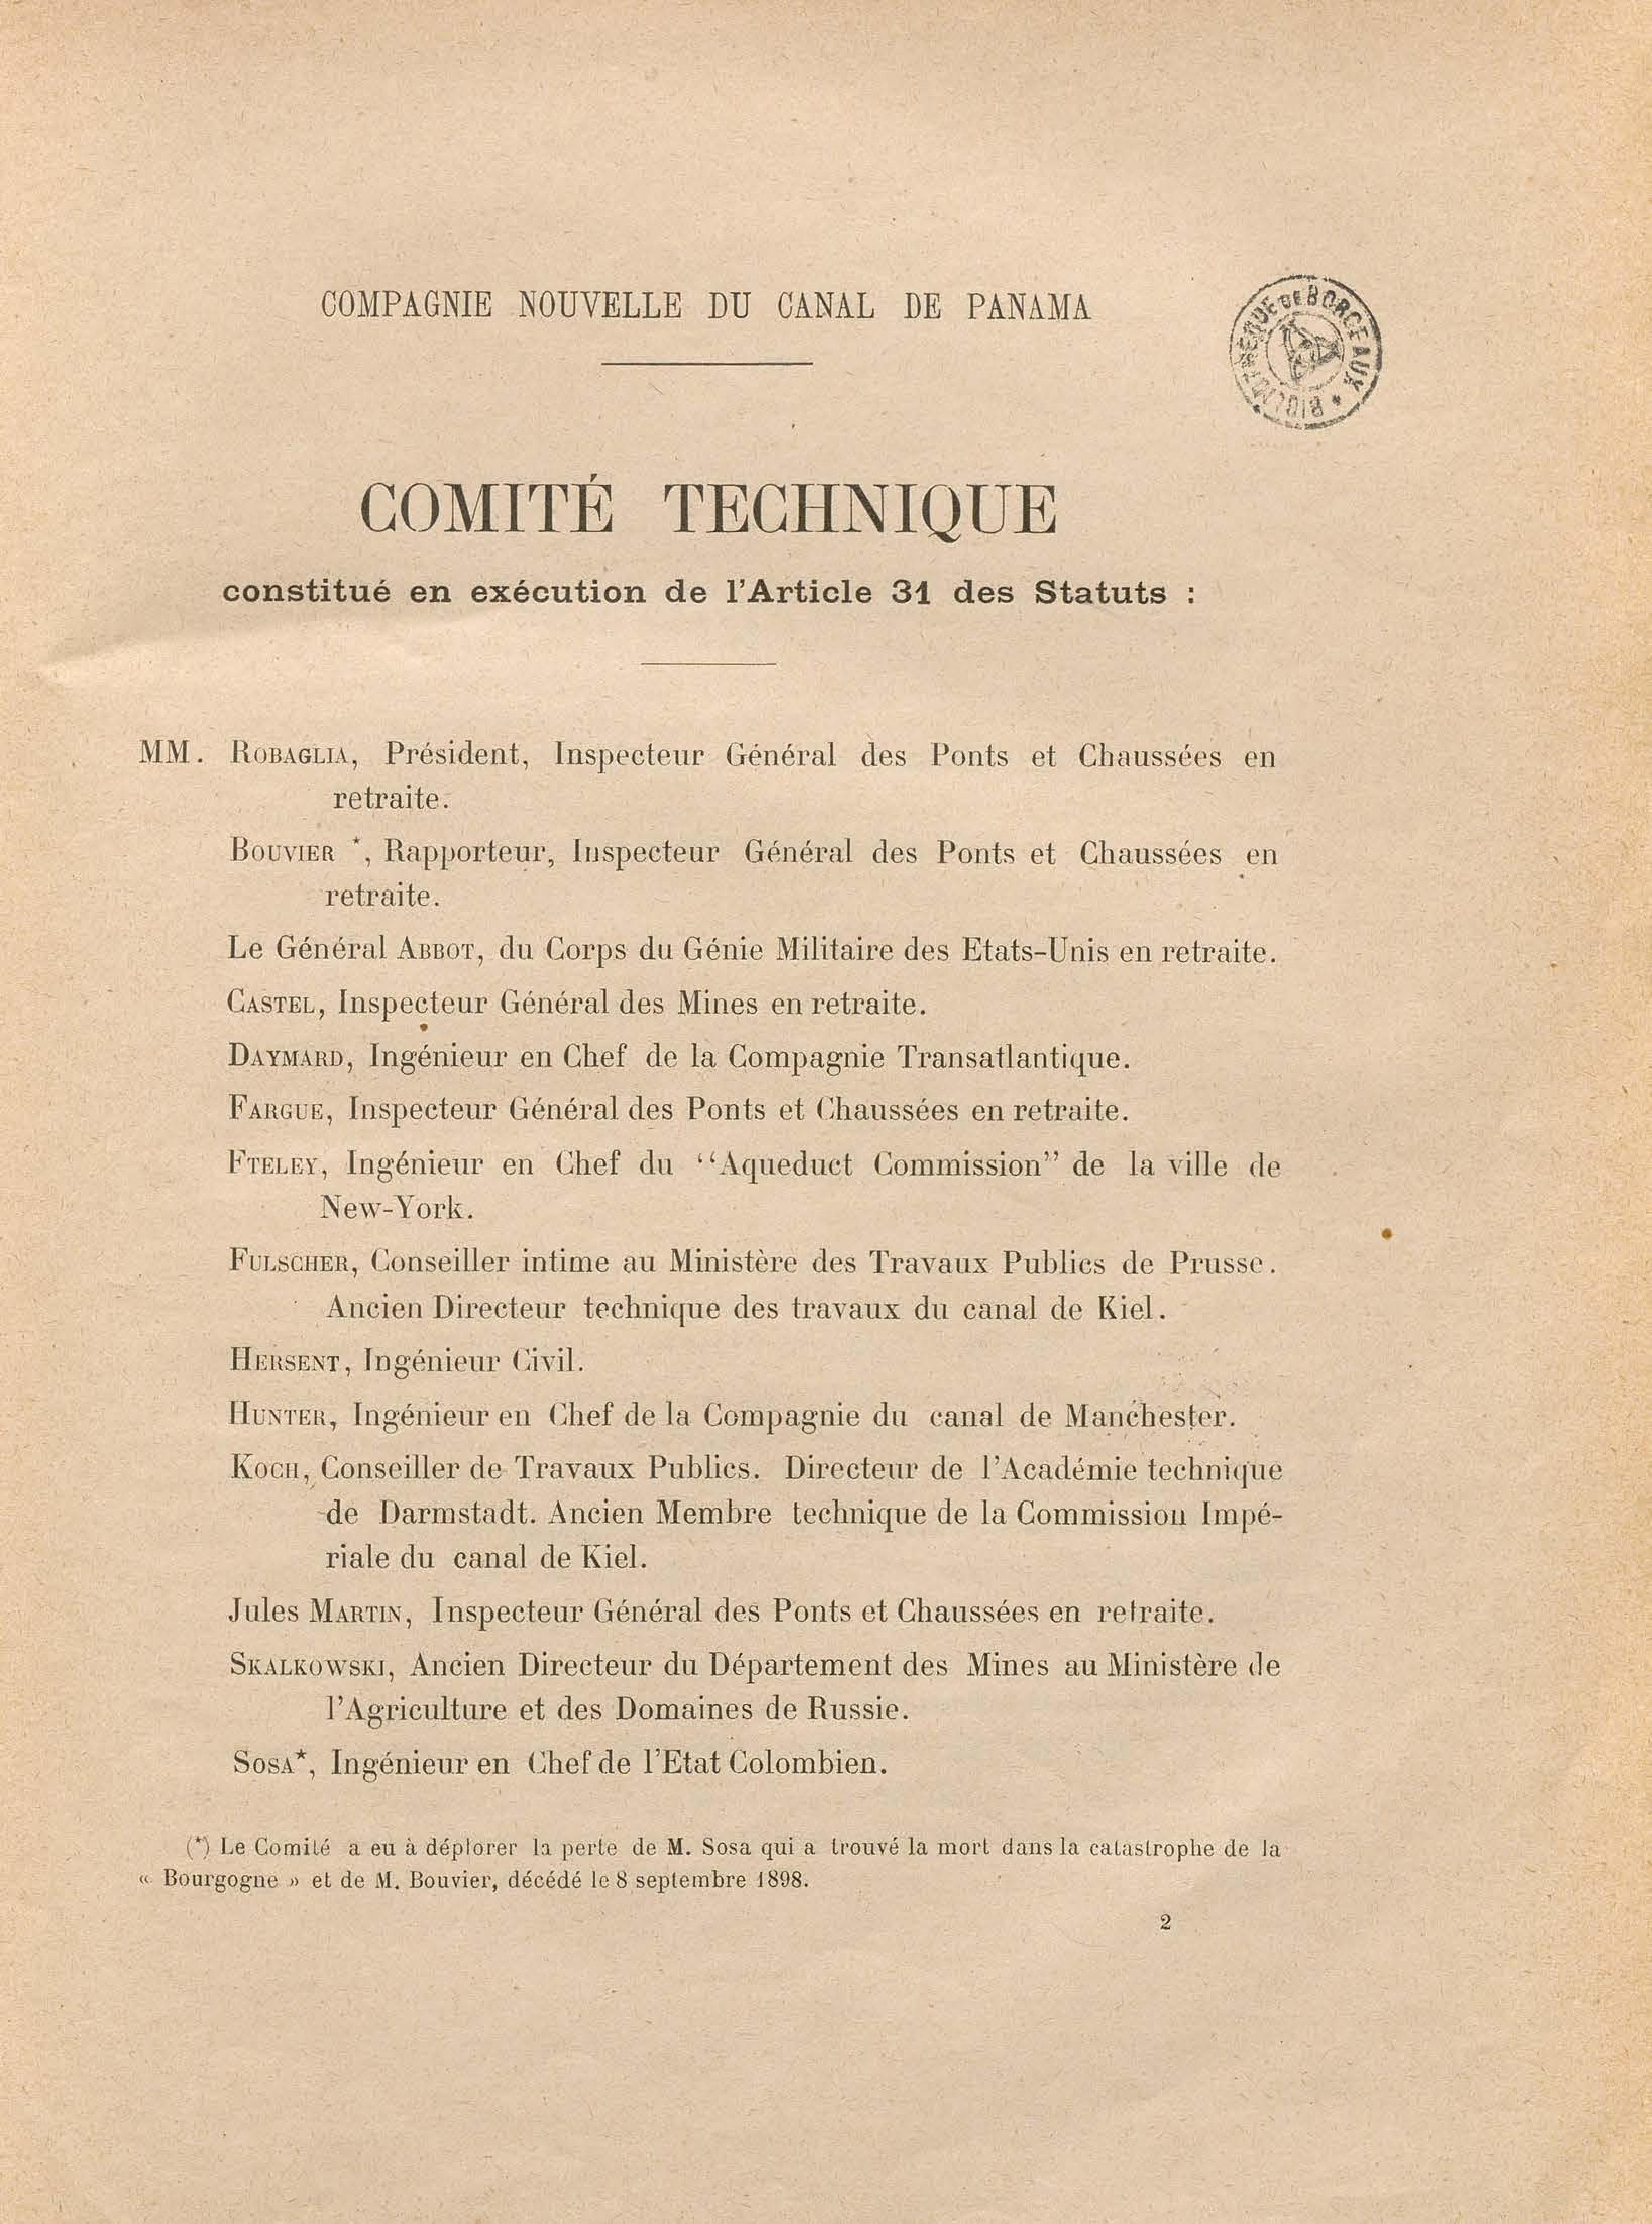 COMPAGNIE NOUVELLE DU CANAL DE PANAMA
BIBLIOTHEQUE DE BORDEAUX *
COMITÉ TECHNIQUE
constitué en exécution de l'Article 31 des Statuts :
MM. ROBAGLIA, Président, Inspecteur Général des Ponts et Chaussées en
retraite.
BOUVIER *, Rapporteur, Inspecteur Général des Ponts et Chaussées en
retraite.
Le Général ABBOT, du Corps du Génie Militaire des Etats-Unis en retraite.
CASTEL, Inspecteur Général des Mines en retraite.
DAYMARD, Ingénieur en Chef de la Compagnie Transatlantique.
FARGUE, Inspecteur Général des Ponts et Chaussées en retraite.
FTELEY, Ingénieur en Chef du ‘‘Aqueduct Commission’’ de la ville de
New-York.
FULSCHER, Conseiller intime au Ministère des Travaux Publics de Prusse.
Ancien Directeur technique des travaux du canal de Kiel.
HERSENT, Ingénieur Civil.
HUNTER, Ingénieur en Chef de la Compagnie du canal de Manchester.
KOCH, Conseiller de Travaux Publics. Directeur de l'Académie technique
de Darmstadt. Ancien Membre technique de la Commission Impé-
riale du canal de Kiel.
Jules MARTIN, Inspecteur Général des Ponts et Chaussées en retraite.
SKALKOWSKI, Ancien Directeur du Département des Mines au Ministère de
l'Agriculture et des Domaines de Russie.
SOSA*, Ingénieur en Chef de l'Etat Colombien.
(*) Le Comité a eu à déplorer la perte de M. Sosa qui a trouvé la mort dans la catastrophe de la
« Bourgogne » et de M. Bouvier, décédé le 8 septembre 1898.
2